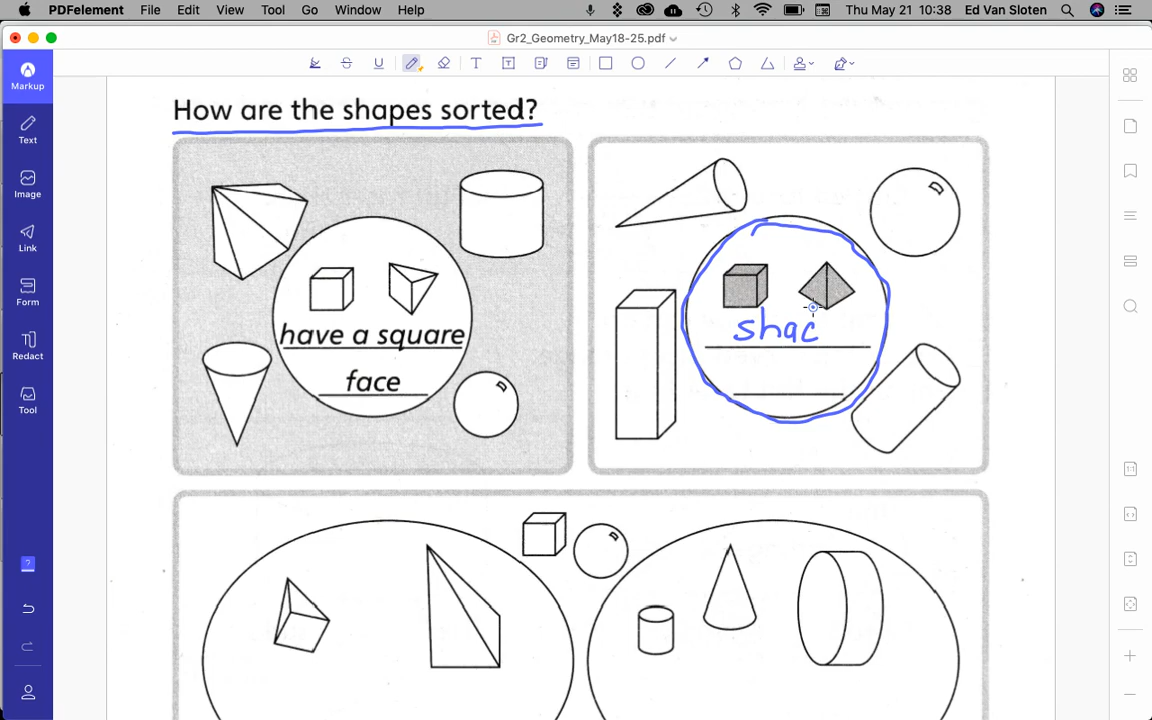 PDFelement File Edit View Tool Go Window Help Thu May 21 10:38 Ed Van Sloten
Gr2_Geometry_May18-25.pdf
Markup
Text
Image
Link
Form
Redact
Tool
How are the shapes sorted?
have a square
face
shac